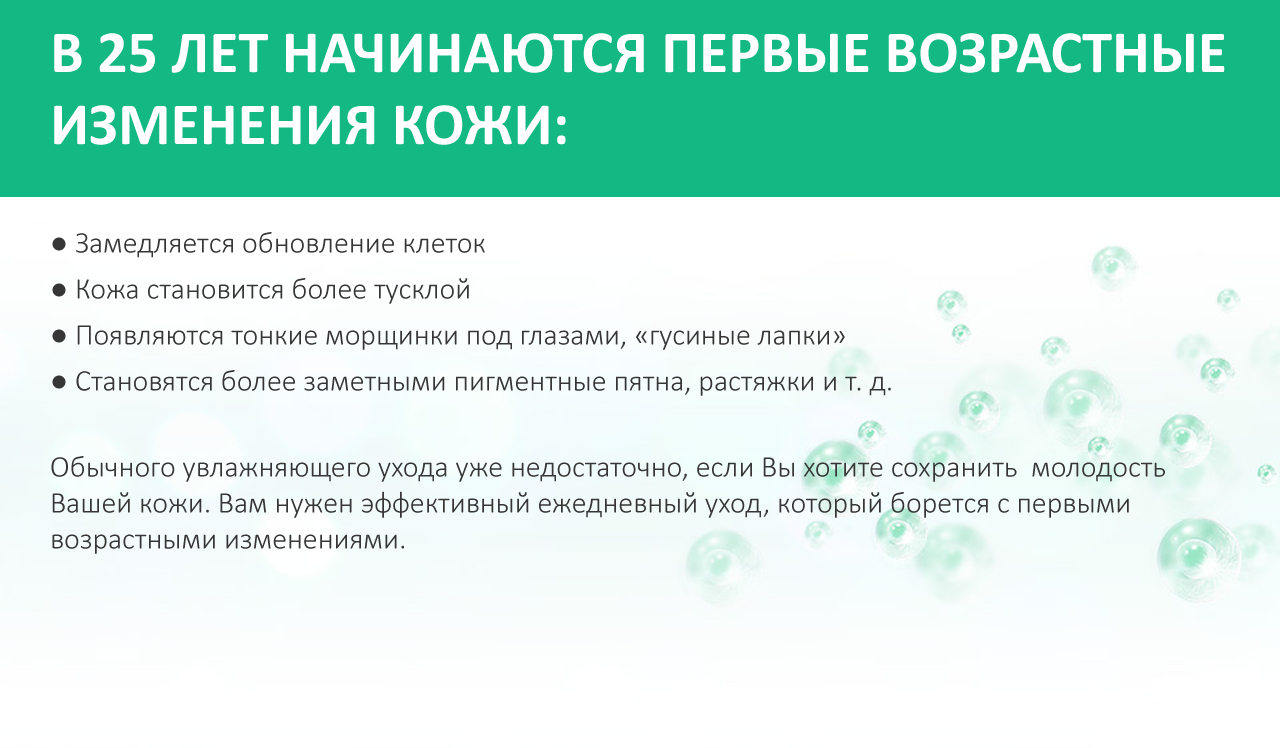 В 25 ЛЕТ НАЧИНАЮТСЯ ПЕРВЫЕ ВОЗРАСТНЫЕ
ИЗМЕНЕНИЯ КОЖИ:
● Замедляется обновление клеток
● Кожа становится более тусклой
● Появляются тонкие морщинки под глазами, «гусиные лапки»
● Становятся более заметными пигментные пятна, растяжки и т. д.
Обычного увлажняющего ухода уже недостаточно, если Вы хотите сохранить  молодость
Вашей кожи. Вам нужен эффективный ежедневный уход, который борется с первыми
возрастными изменениями.